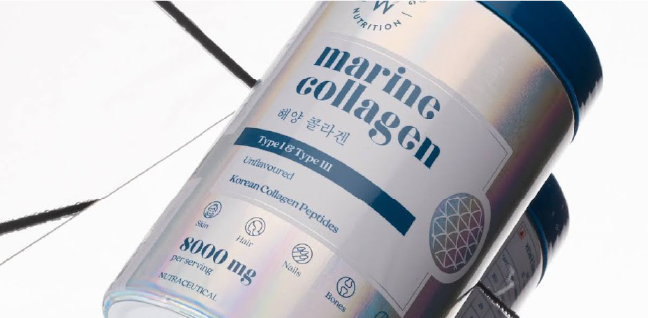 W
NUTRITION
marine
collagen
해양 콜라겐
Type I & Type III
Unflavoured
Korean Collagen Peptides
Skin
Hair
Nails
Bones
8000 mg
per serving
NUTRACEUTICAL